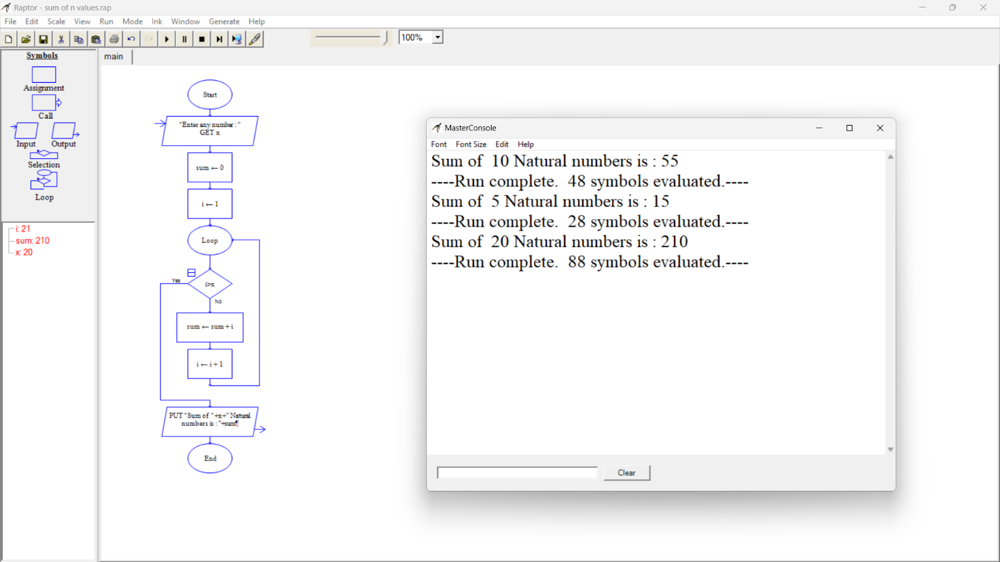 Raptor - sum of n values.rap
File Edit Scale View Run Mode Ink Window Generate Help
100%
Symbols
Assignment
Call
Input Output
Selection
Loop
i: 21
sum: 210
x: 20
main
Start
"Enter any number : "
GET x
sum ← 0
i ← 1
Loop
Yes
i>x
No
sum ← sum + i
i ← i + 1
PUT "Sum of "+x+" Natural
numbers is : "+sum¶
End
MasterConsole
Font Font Size Edit Help
Sum of  10 Natural numbers is : 55
----Run complete.  48 symbols evaluated.----
Sum of  5 Natural numbers is : 15
----Run complete.  28 symbols evaluated.----
Sum of  20 Natural numbers is : 210
----Run complete.  88 symbols evaluated.----
Clear